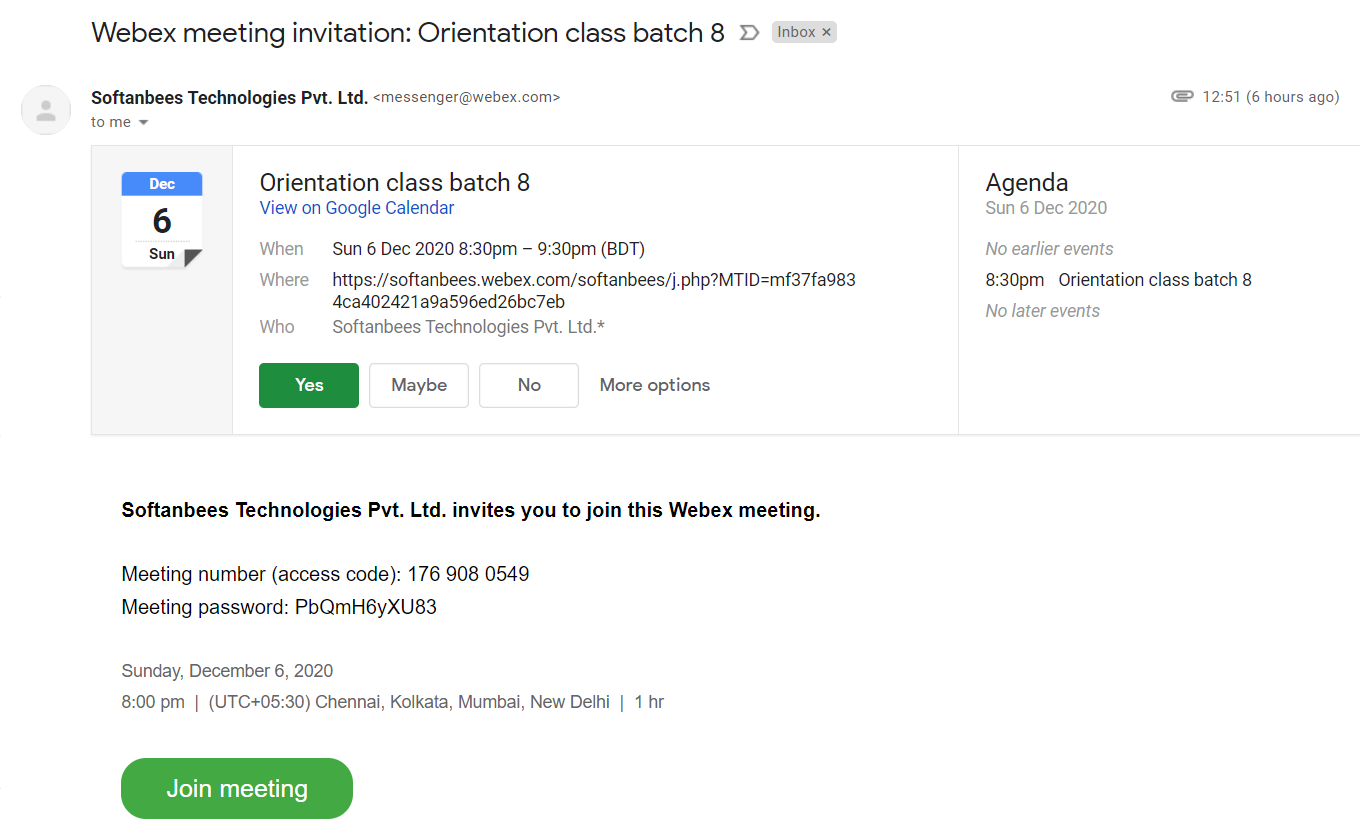 Webex meeting invitation: Orientation class batch 8 Inbox ×
Softanbees Technologies Pvt. Ltd. <messenger@webex.com> 12:51 (6 hours ago)
to me
Dec
6
Sun
Orientation class batch 8
View on Google Calendar
When Sun 6 Dec 2020 8:30pm – 9:30pm (BDT)
Where https://softanbees.webex.com/softanbees/j.php?MTID=mf37fa983
4ca402421a9a596ed26bc7eb
Who Softanbees Technologies Pvt. Ltd.*
Yes Maybe No More options
Agenda
Sun 6 Dec 2020
No earlier events
8:30pm Orientation class batch 8
No later events
Softanbees Technologies Pvt. Ltd. invites you to join this Webex meeting.
Meeting number (access code): 176 908 0549
Meeting password: PbQmH6yXU83
Sunday, December 6, 2020
8:00 pm | (UTC+05:30) Chennai, Kolkata, Mumbai, New Delhi | 1 hr
Join meeting